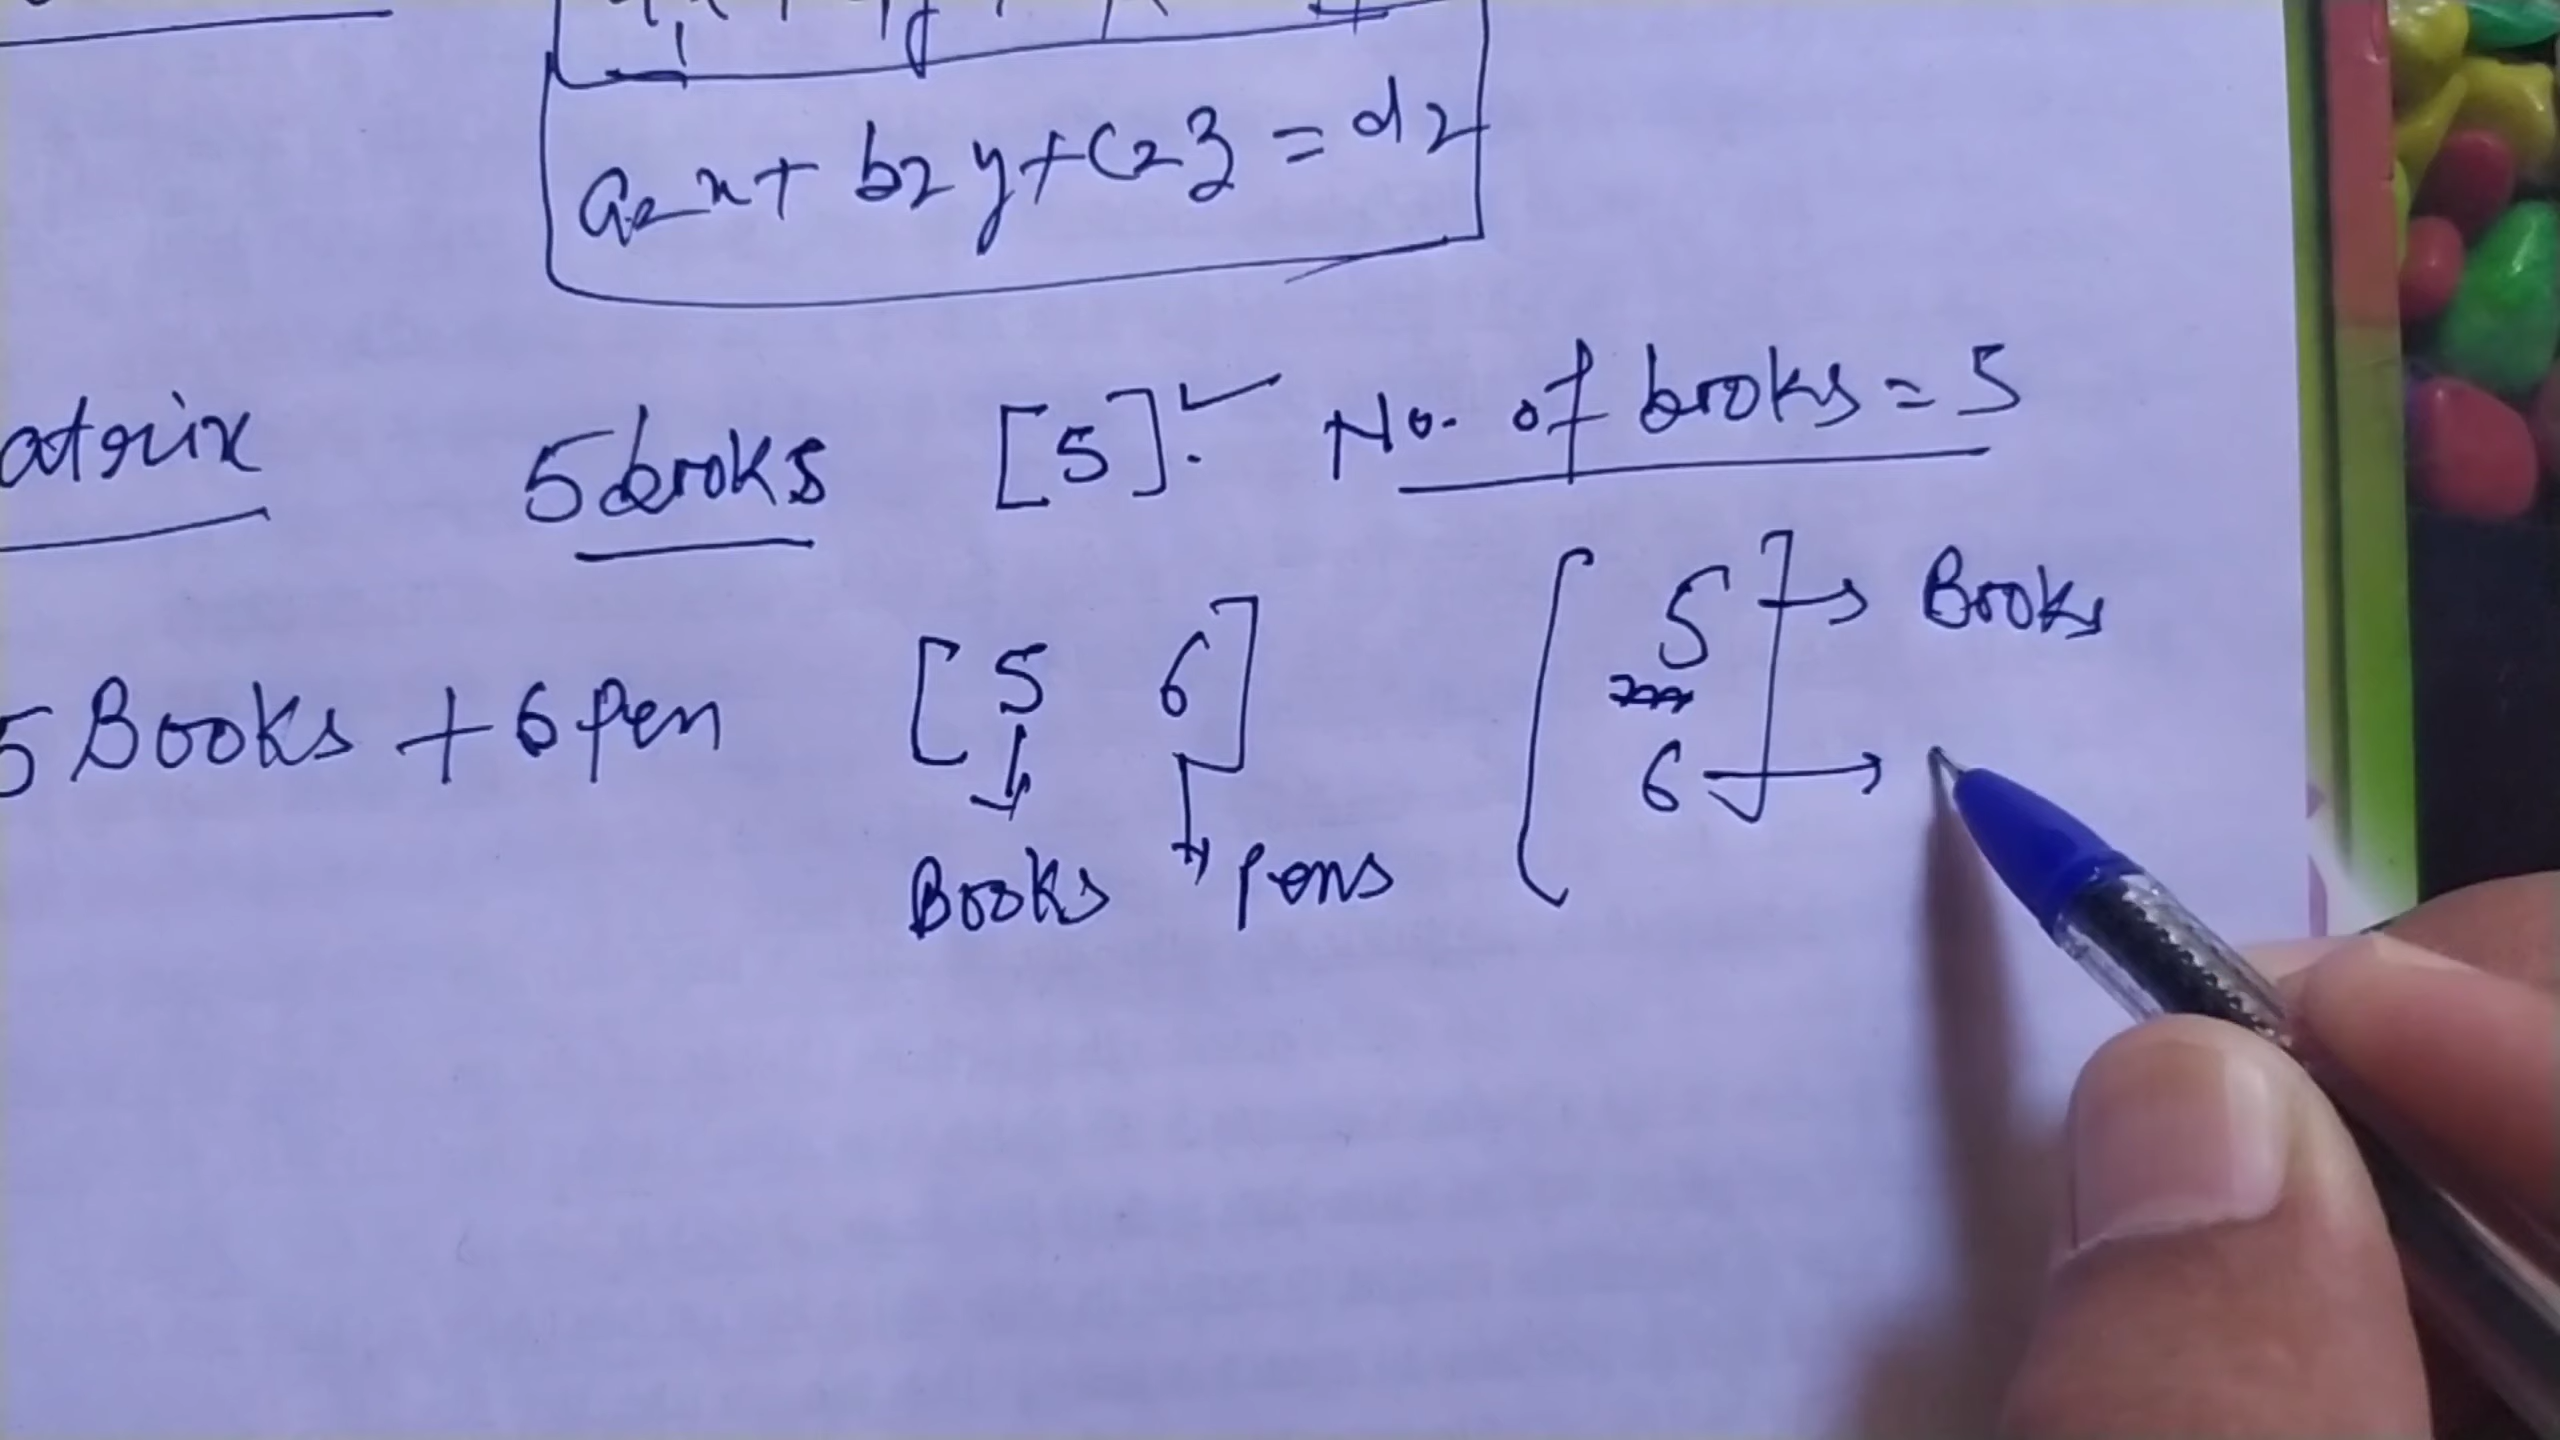 a2x + b2y + c2z = d2
atrix 5 books [5]. No. of books = 5
5 Books + 6 Pen [5 6] [5 → Books
6 →
Books Pens